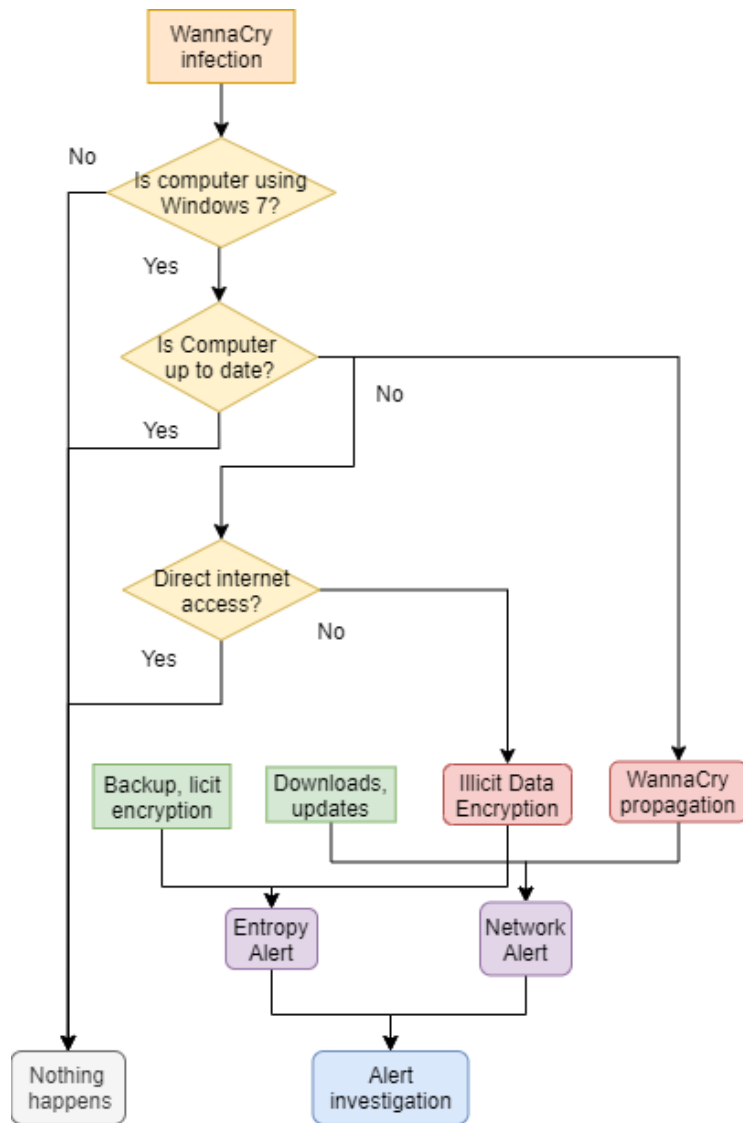 WannaCry
infection
No
Is computer using
Windows 7?
Yes
Is Computer
up to date?
No
Yes
Direct internet
access?
No
Yes
Backup, licit
encryption
Downloads,
updates
Illicit Data
Encryption
WannaCry
propagation
Entropy
Alert
Network
Alert
Nothing
happens
Alert
investigation